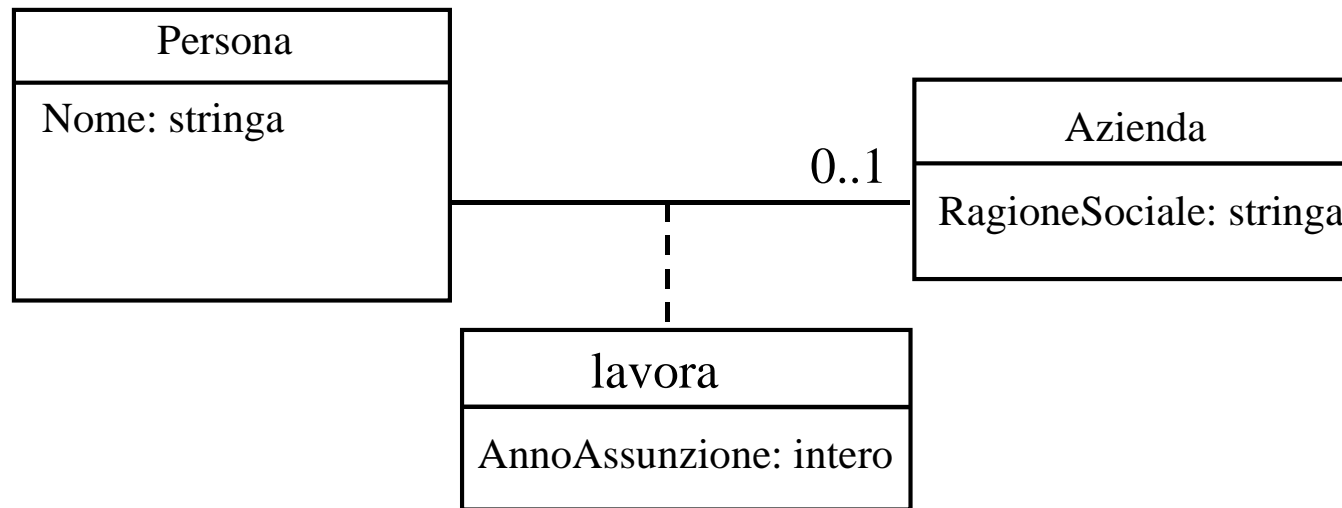 Persona
Nome: stringa
0..1
Azienda
RagioneSociale: stringa
lavora
AnnoAssunzione: intero